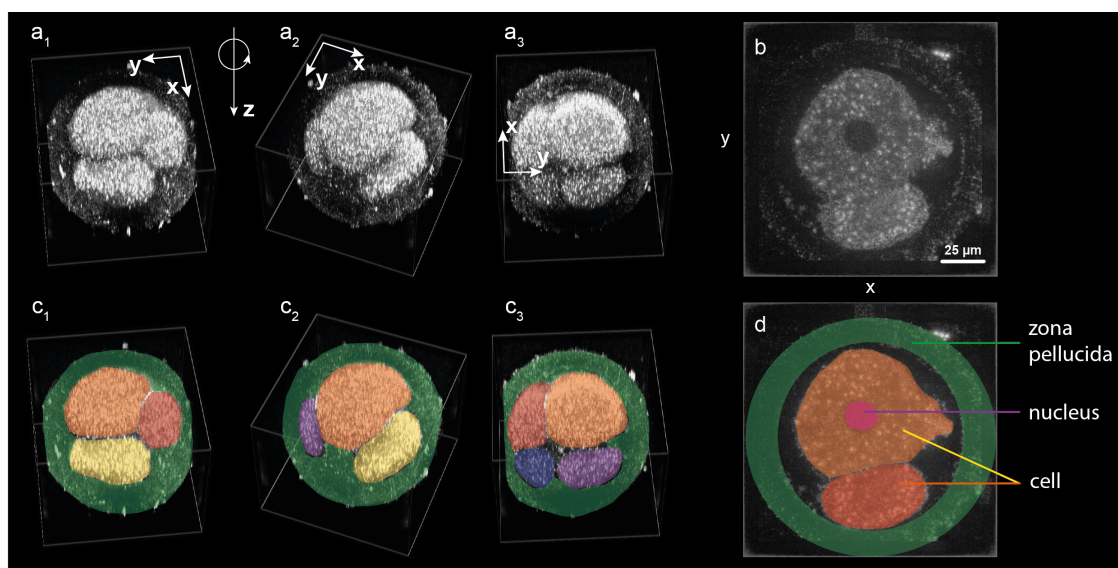 a1
y
x
z
a2
y
x
a3
x
y
b
y
25 µm
x
c1
c2
c3
d
zona
pellucida
nucleus
cell